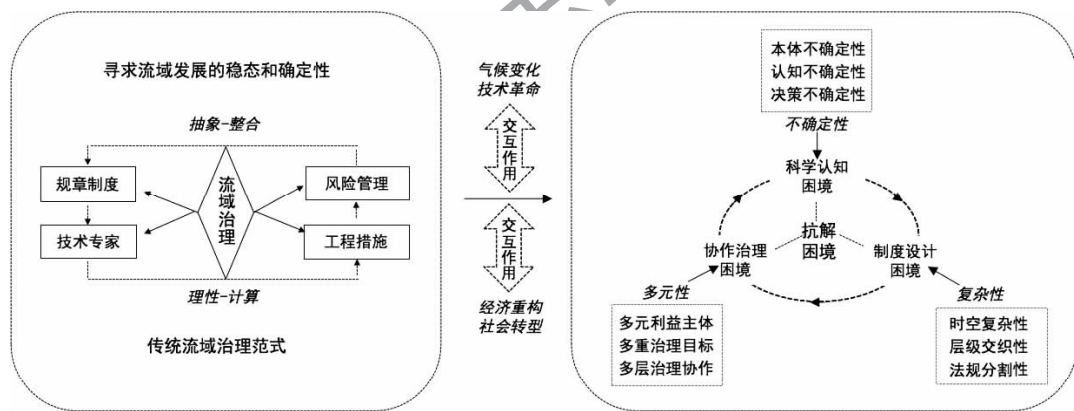 寻求流域发展的稳态和确定性
抽象-整合
规章制度
技术专家
流域治理
风险管理
工程措施
理性-计算
传统流域治理范式
气候变化
技术革命
交互作用
交互作用
经济重构
社会转型
本体不确定性
认知不确定性
决策不确定性
不确定性
科学认知
困境
抗解
困境
协作治理
困境
制度设计
困境
多元性
多元利益主体
多重治理目标
多层治理协作
复杂性
时空复杂性
层级交织性
法规分割性